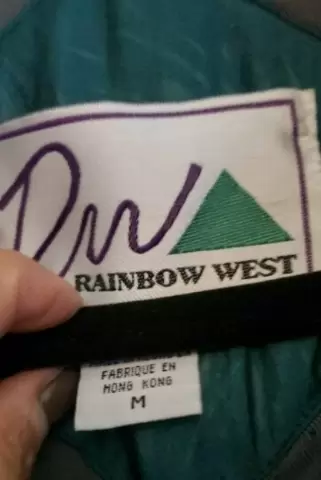 RAINBOW WEST
FABRIQUE EN
HONG KONG
M